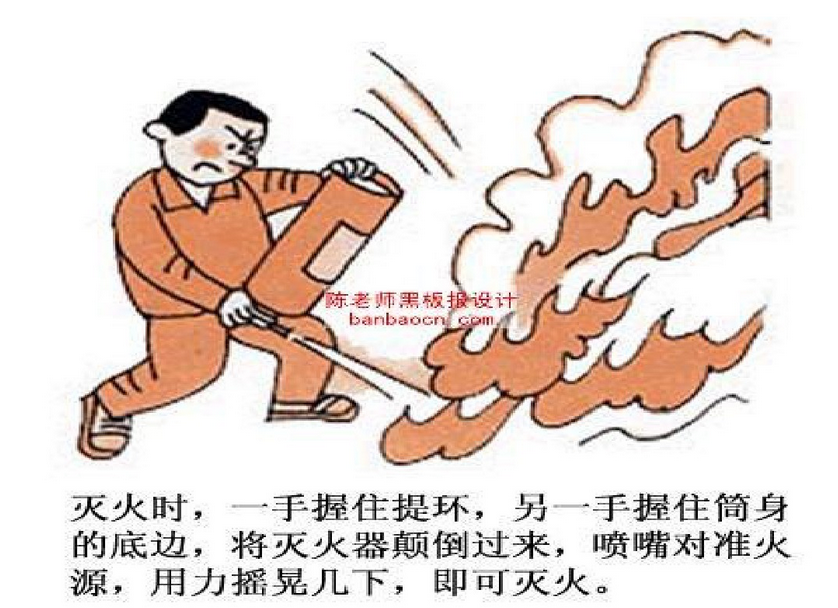 陈老师黑板报设计
banbaocn com
灭火时，一手握住提环，另一手握住筒身
的底边，将灭火器颠倒过来，喷嘴对准火
源，用力摇晃几下，即可灭火。